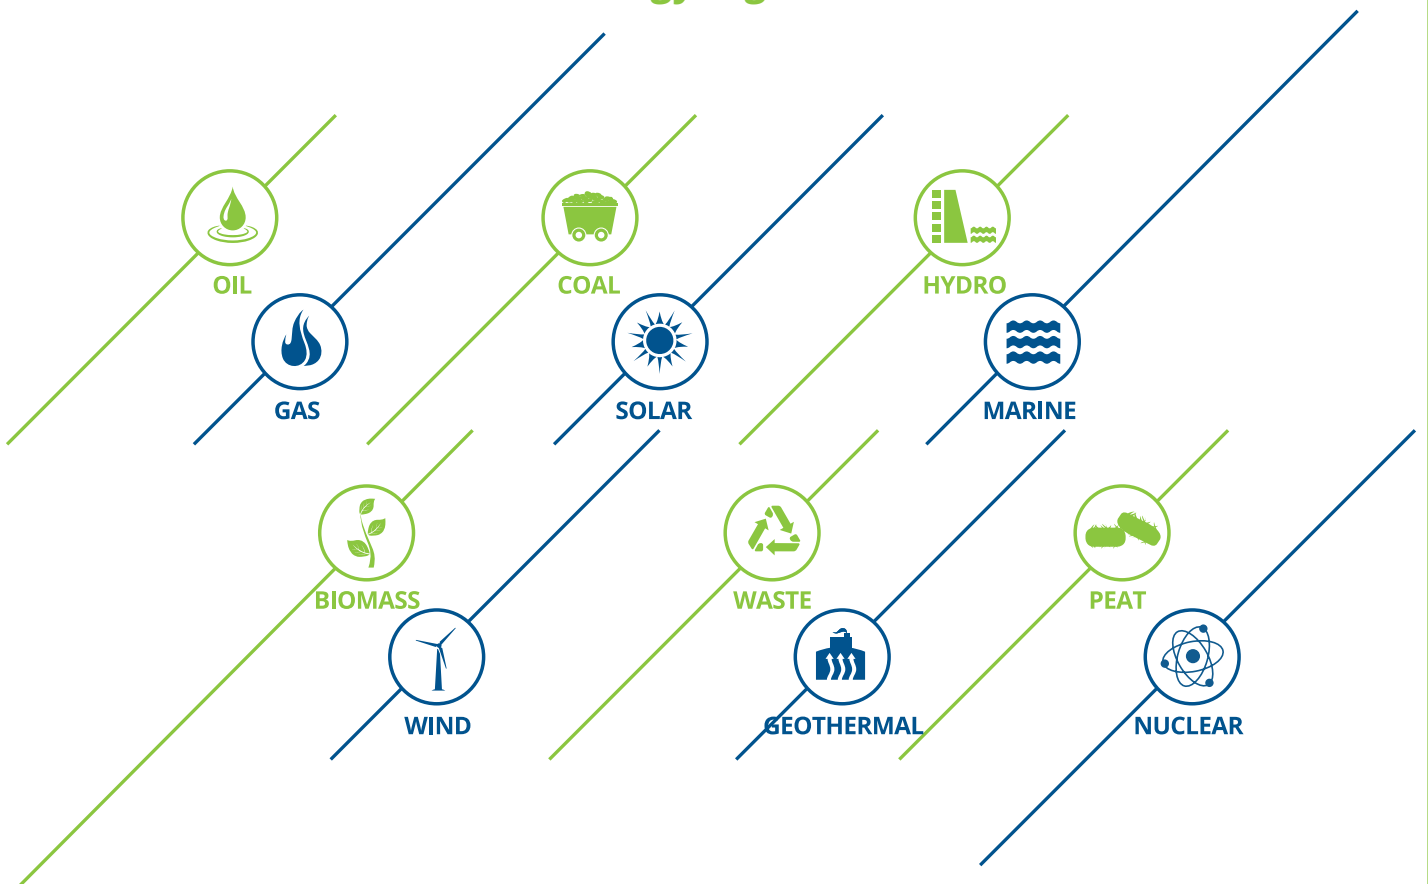 OIL
COAL
HYDRO
GAS
SOLAR
MARINE
BIOMASS
WASTE
PEAT
WIND
GEOTHERMAL
NUCLEAR